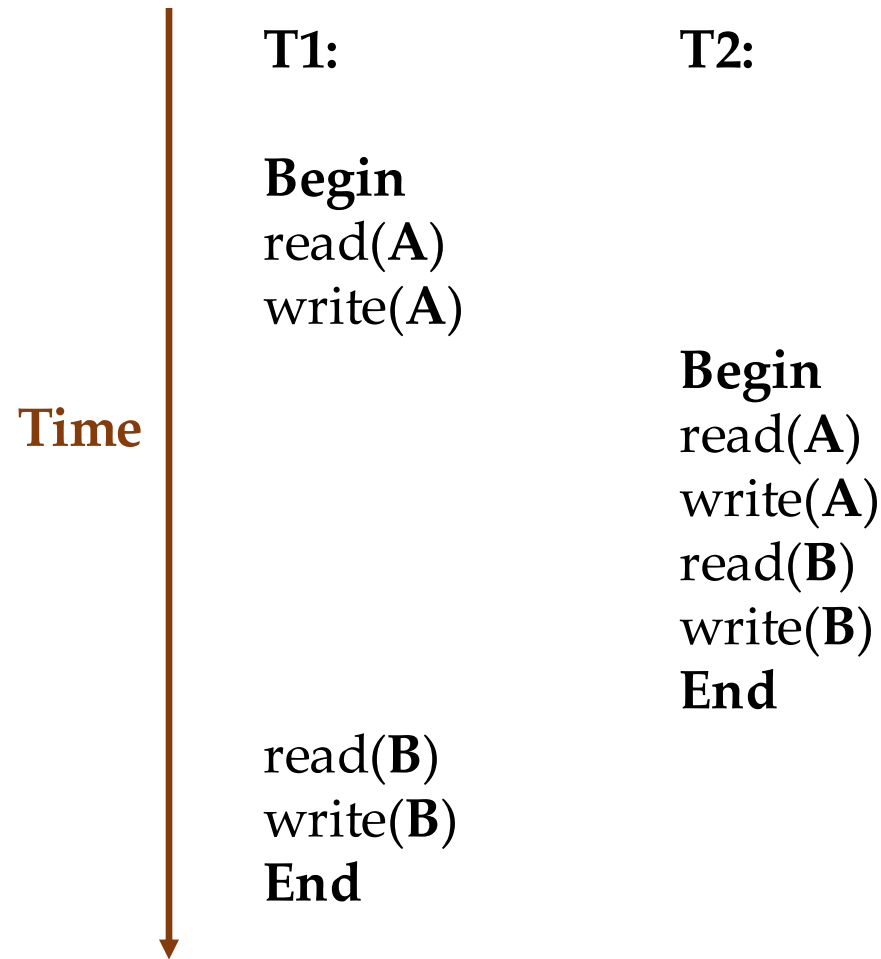 T1: T2:
Begin
read(A)
write(A)
Begin
Time
read(A)
write(A)
read(B)
write(B)
End
read(B)
write(B)
End